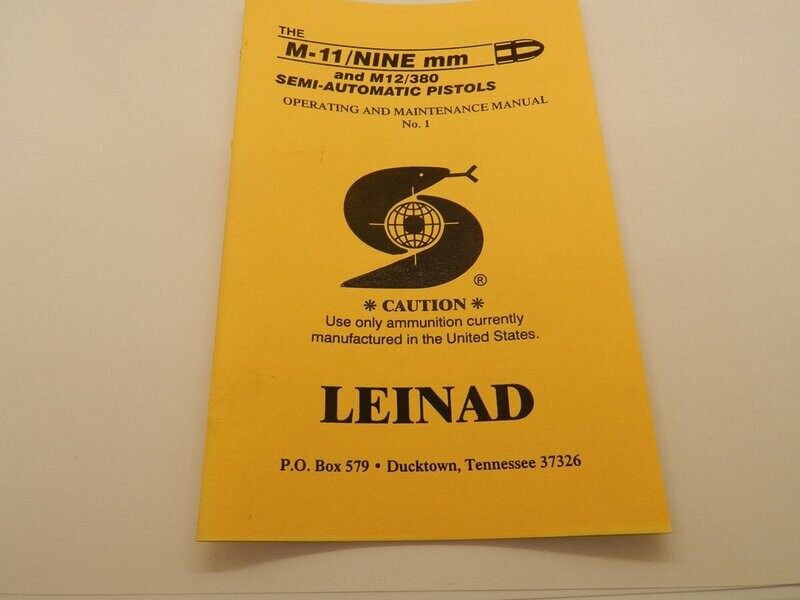 THE
M-11/NINE mm
and M12/380
SEMI-AUTOMATIC PISTOLS
OPERATING AND MAINTENANCE MANUAL
No. 1
®
✳ CAUTION ✳
Use only ammunition currently
manufactured in the United States.
LEINAD
P.O. Box 579 • Ducktown, Tennessee 37326